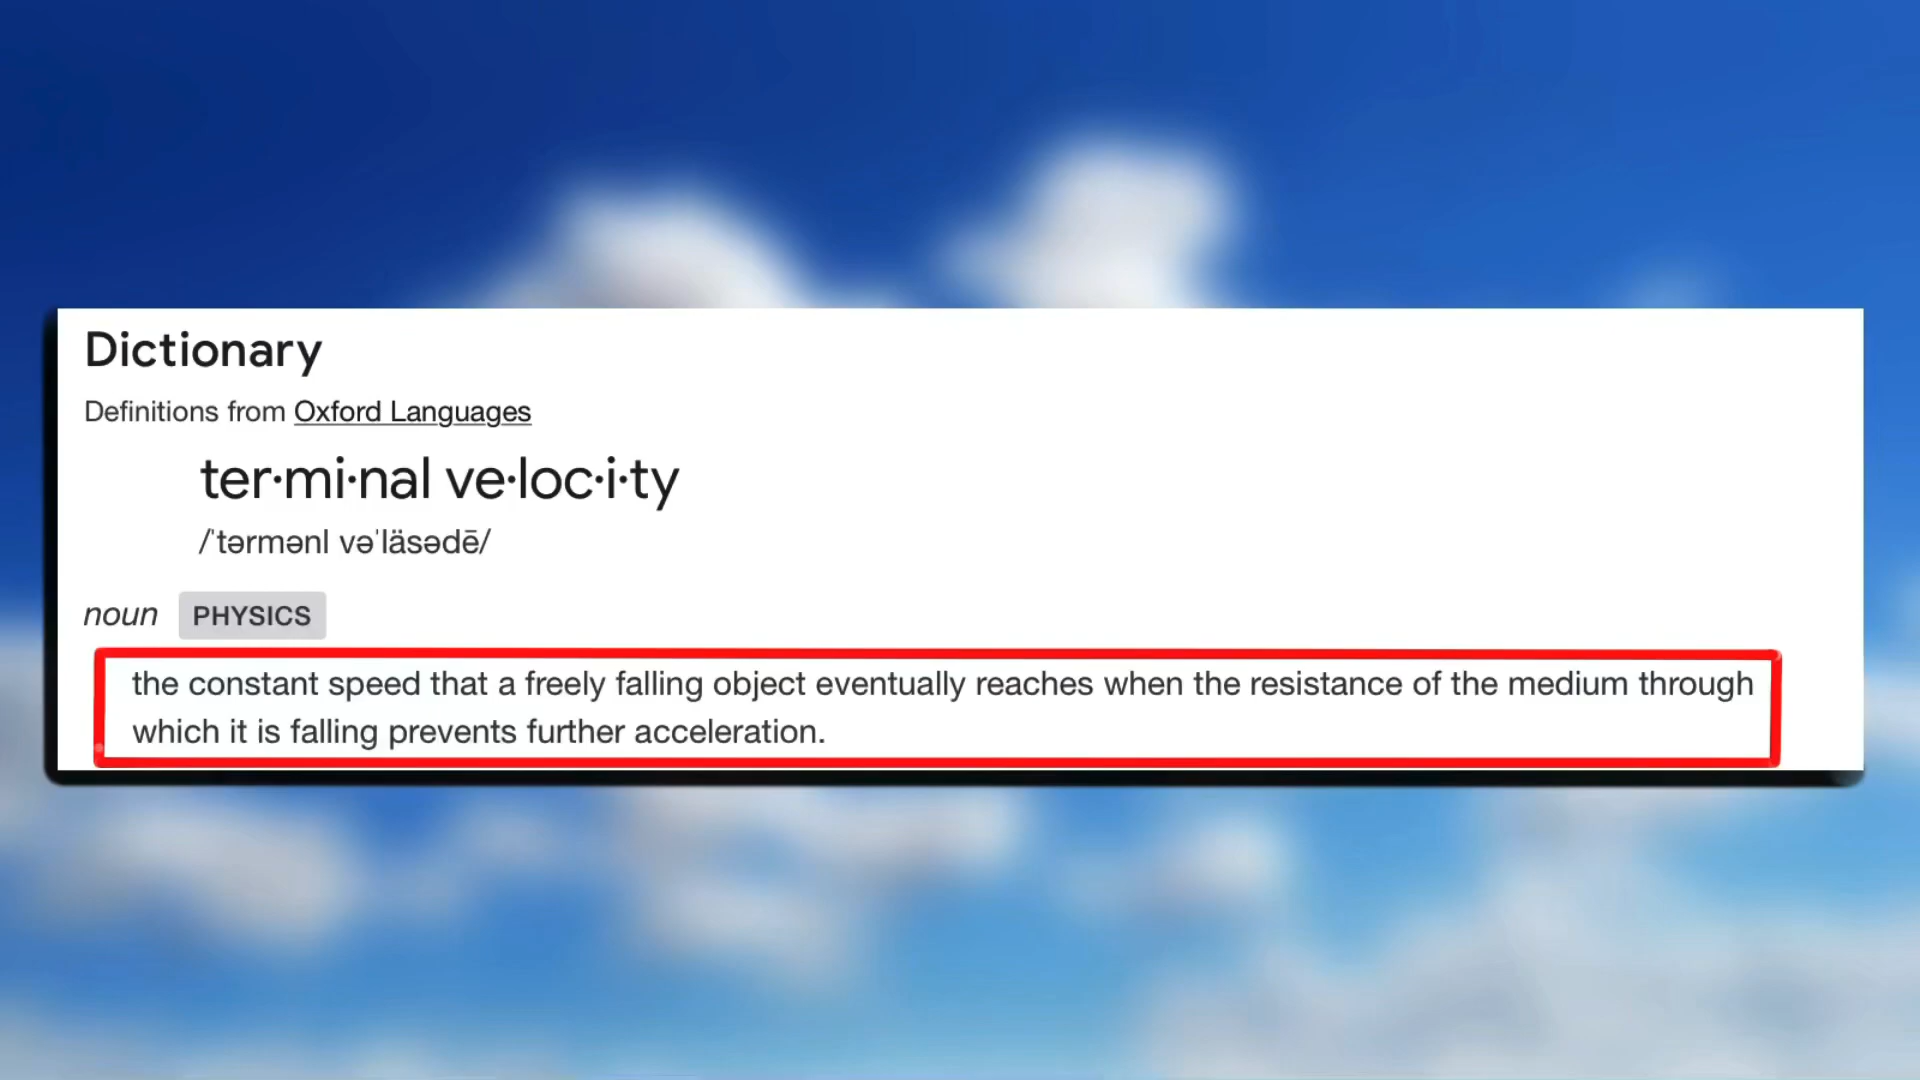 Dictionary
Definitions from Oxford Languages
ter·mi·nal ve·loc·i·ty
/ˈtərmənl vəˈläsədē/
noun PHYSICS
the constant speed that a freely falling object eventually reaches when the resistance of the medium through
which it is falling prevents further acceleration.